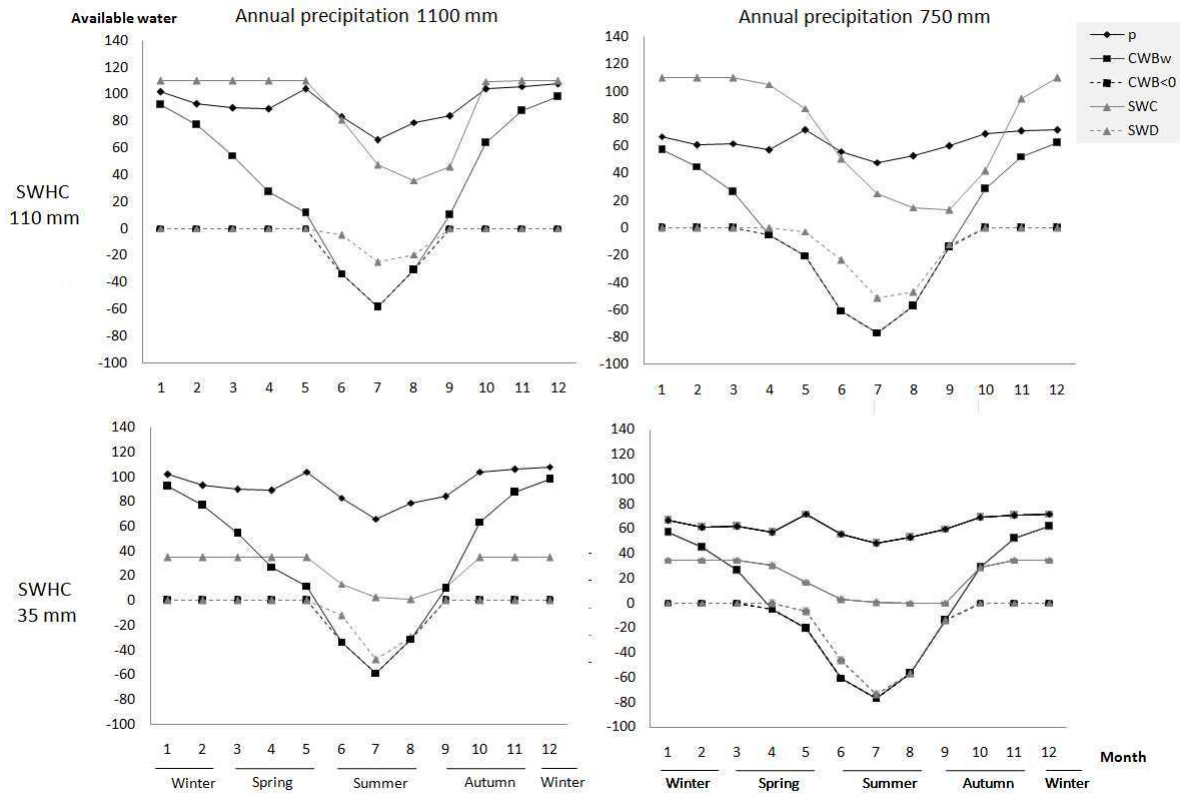 Available water
Annual precipitation 1100 mm
Annual precipitation 750 mm
p
CWBw
CWB<0
SWC
SWD
SWHC
110 mm
140
120
100
80
60
40
20
0
-20
-40
-60
-80
-100
1 2 3 4 5 6 7 8 9 10 11 12
140
120
100
80
60
40
20
0
-20
-40
-60
-80
-100
1 2 3 4 5 6 7 8 9 10 11 12
SWHC
35 mm
140
120
100
80
60
40
20
0
-20
-40
-60
-80
-100
1 2 3 4 5 6 7 8 9 10 11 12
Winter Spring Summer Autumn Winter
140
120
100
80
60
40
20
0
-20
-40
-60
-80
-100
1 2 3 4 5 6 7 8 9 10 11 12
Month
Winter Spring Summer Autumn Winter